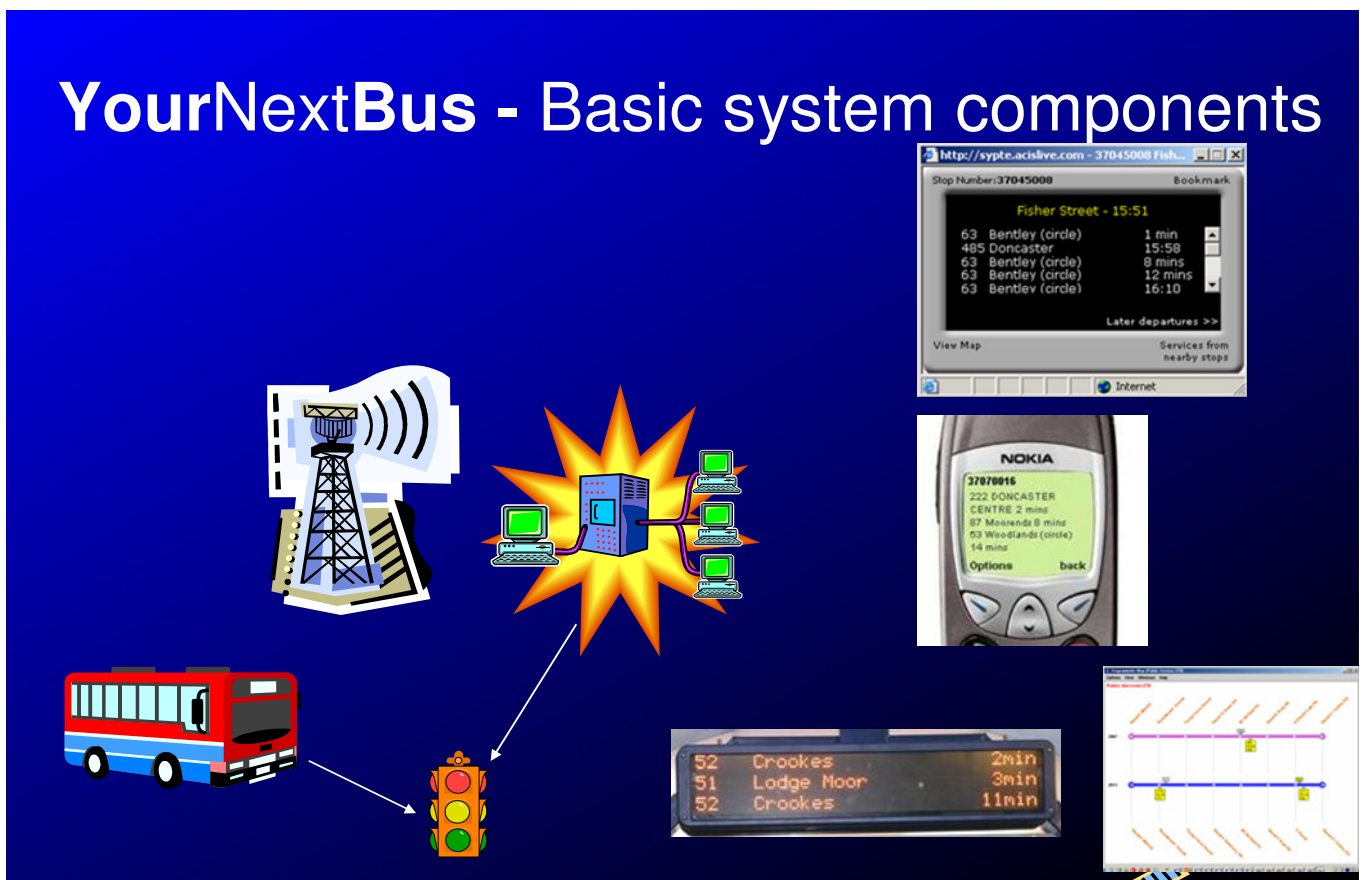 YourNextBus - Basic system components
http://sypte.acislive.com - 37045008 Fish...
Stop Number:37045008 Bookmark
Fisher Street - 15:51
63 Bentley (circle) 1 min
485 Doncaster 15:58
63 Bentley (circle) 8 mins
63 Bentley (circle) 12 mins
63 Bentley (circle) 16:10
Later departures >>
View Map
Services from
nearby stops
Internet
NOKIA
37070016
222 DONCASTER
CENTRE 2 mins
87 Moorends 8 mins
53 Woodlands (circle)
14 mins
Options back
52 Crookes 2min
51 Lodge Moor 3min
52 Crookes 11min
Options View Windows Help